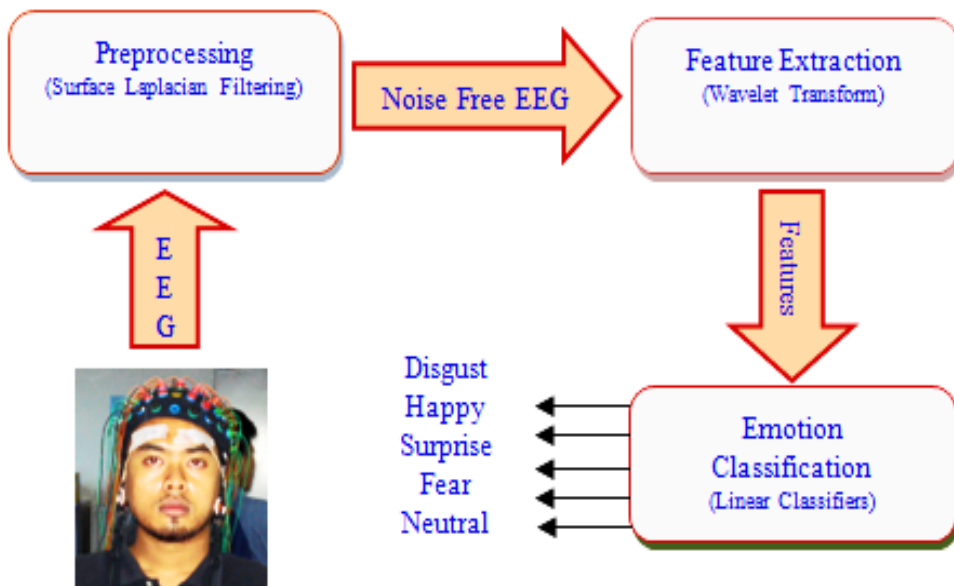 Preprocessing
(Surface Laplacian Filtering)
Noise Free EEG
Feature Extraction
(Wavelet Transform)
E
E
G
Features
Disgust
Happy
Surprise
Fear
Neutral
Emotion
Classification
(Linear Classifiers)